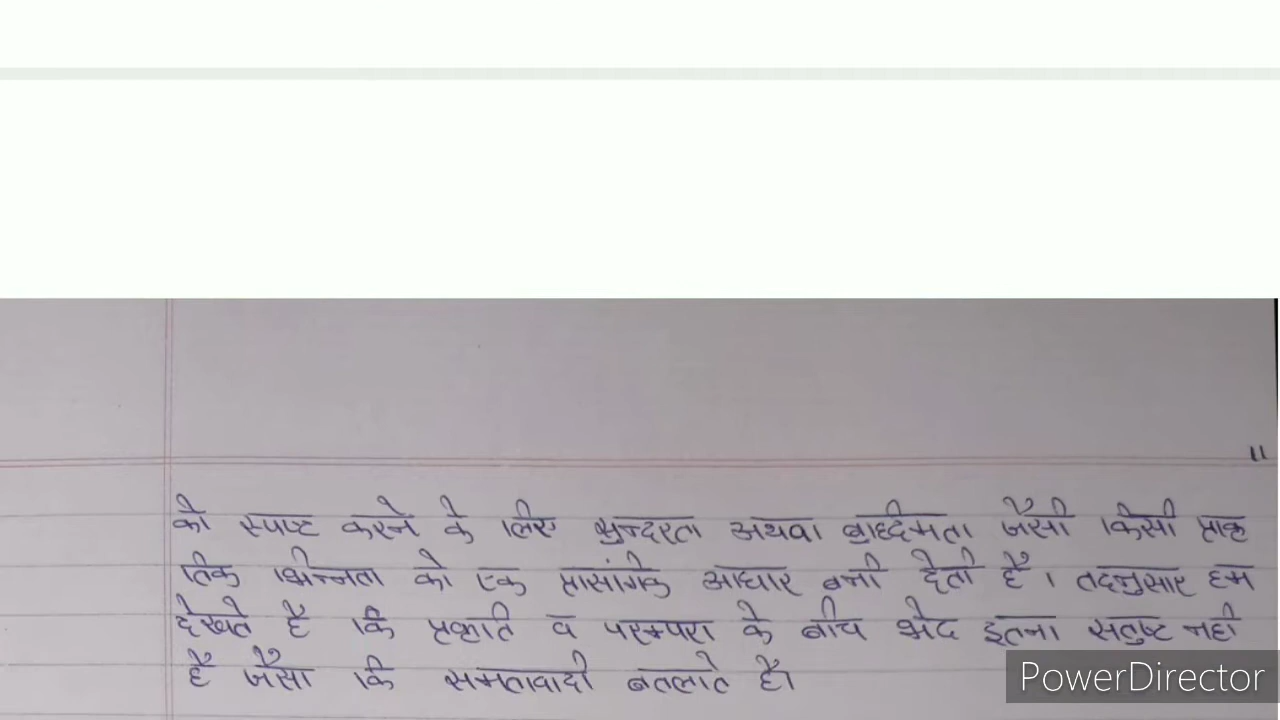 11
को स्पष्ट करने के लिए सुन्दरता अथवा बुद्धिमता जैसी किसी प्राकृ
तिक भिन्नता को एक प्रासंगिक आधार बनी देती है । तदनुसार हम
देखते है कि प्रकृति व परम्परा के बीच भेद इतना सतुष्ट नही
है जैसा कि समतावादी बतलाते है।
PowerDirector